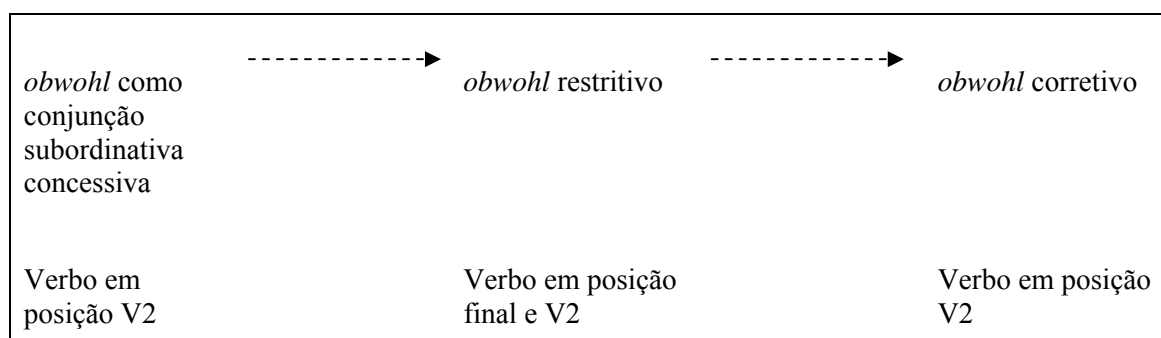 obwohl como
conjunção
subordinativa
concessiva
obwohl restritivo
obwohl corretivo
Verbo em
posição V2
Verbo em posição
final e V2
Verbo em posição
V2